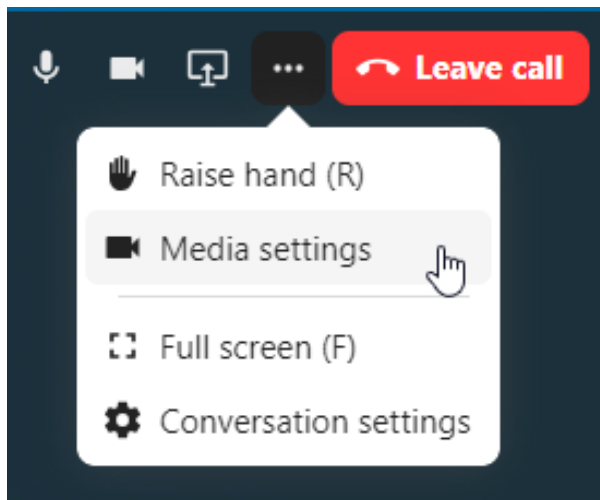 Leave call
Raise hand (R)
Media settings
Full screen (F)
Conversation settings